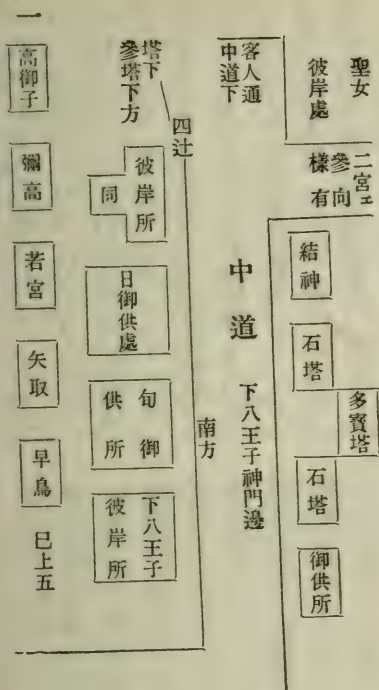 聖女
彼岸處
二宮ェ
參向
樣有
結神
石塔
多寶塔
石塔
御供所
客人通
中道下
中道
下八王子神門邊
南方
塔下
參塔下方
四辻
彼岸所
同
日御供處
旬御
供所
下八王子
彼岸所
一
高御子
彌高
若宮
矢取
早鳥
巳上五